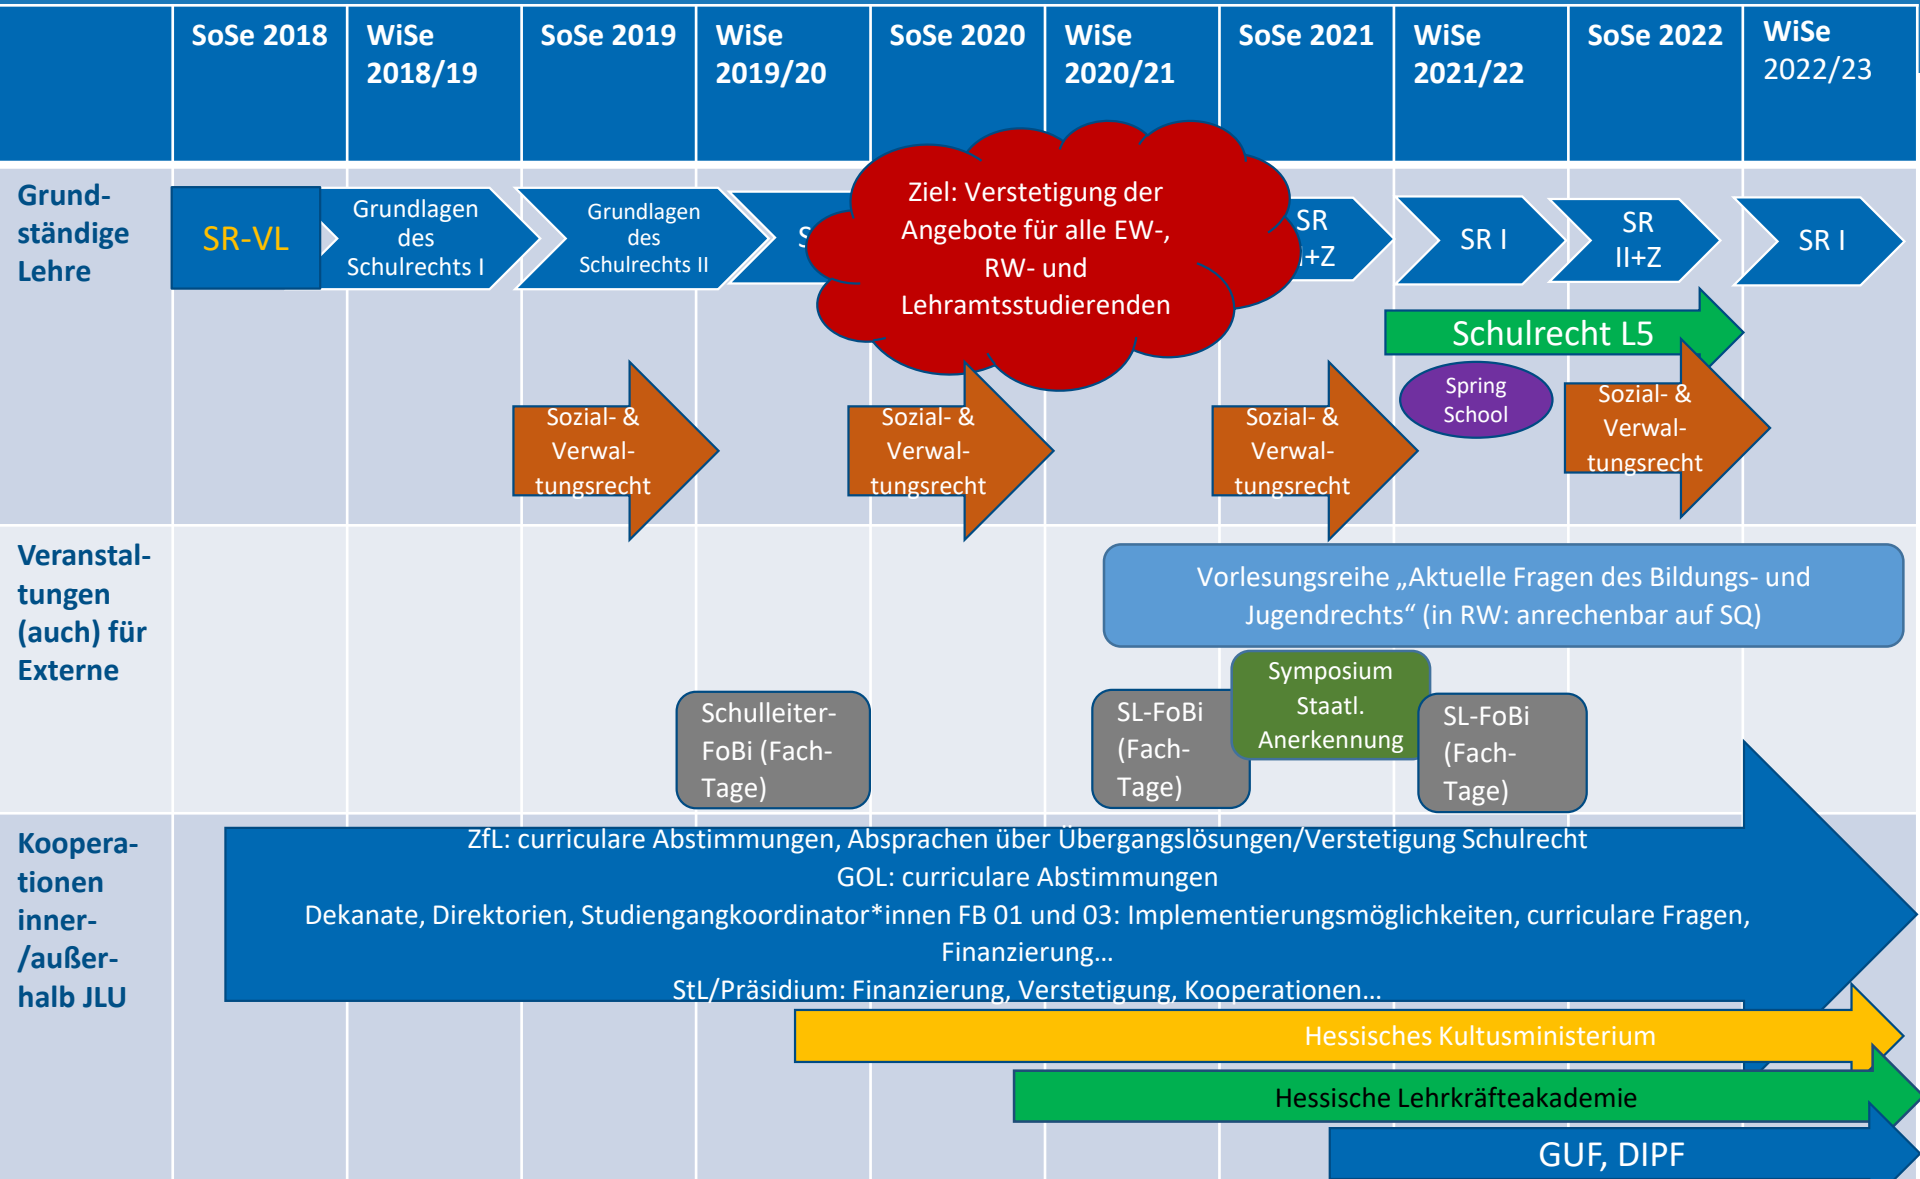 SoSe 2018
WiSe
2018/19
SoSe 2019
WiSe
2019/20
SoSe 2020
WiSe
2020/21
SoSe 2021
WiSe
2021/22
SoSe 2022
WiSe
2022/23
Grund-
ständige
Lehre
SR-VL
Grundlagen
des
Schulrechts I
Grundlagen
des
Schulrechts II
Ziel: Verstetigung der
Angebote für alle EW-,
RW- und
Lehramtsstudierenden
SR
I+Z
SR I
SR
II+Z
SR I
Schulrecht L5
Spring
School
Sozial- &
Verwal-
tungsrecht
Sozial- &
Verwal-
tungsrecht
Sozial- &
Verwal-
tungsrecht
Sozial- &
Verwal-
tungsrecht
Veranstal-
tungen
(auch) für
Externe
Vorlesungsreihe „Aktuelle Fragen des Bildungs- und
Jugendrechts“ (in RW: anrechenbar auf SQ)
Schulleiter-
FoBi (Fach-
Tage)
SL-FoBi
(Fach-
Tage)
Symposium
Staatl.
Anerkennung
SL-FoBi
(Fach-
Tage)
Koopera-
tionen
inner-
/außer-
halb JLU
ZfL: curriculare Abstimmungen, Absprachen über Übergangslösungen/Verstetigung Schulrecht
GOL: curriculare Abstimmungen
Dekanate, Direktorien, Studiengangkoordinator*innen FB 01 und 03: Implementierungsmöglichkeiten, curriculare Fragen,
Finanzierung…
StL/Präsidium: Finanzierung, Verstetigung, Kooperationen…
Hessisches Kultusministerium
Hessische Lehrkräfteakademie
GUF, DIPF